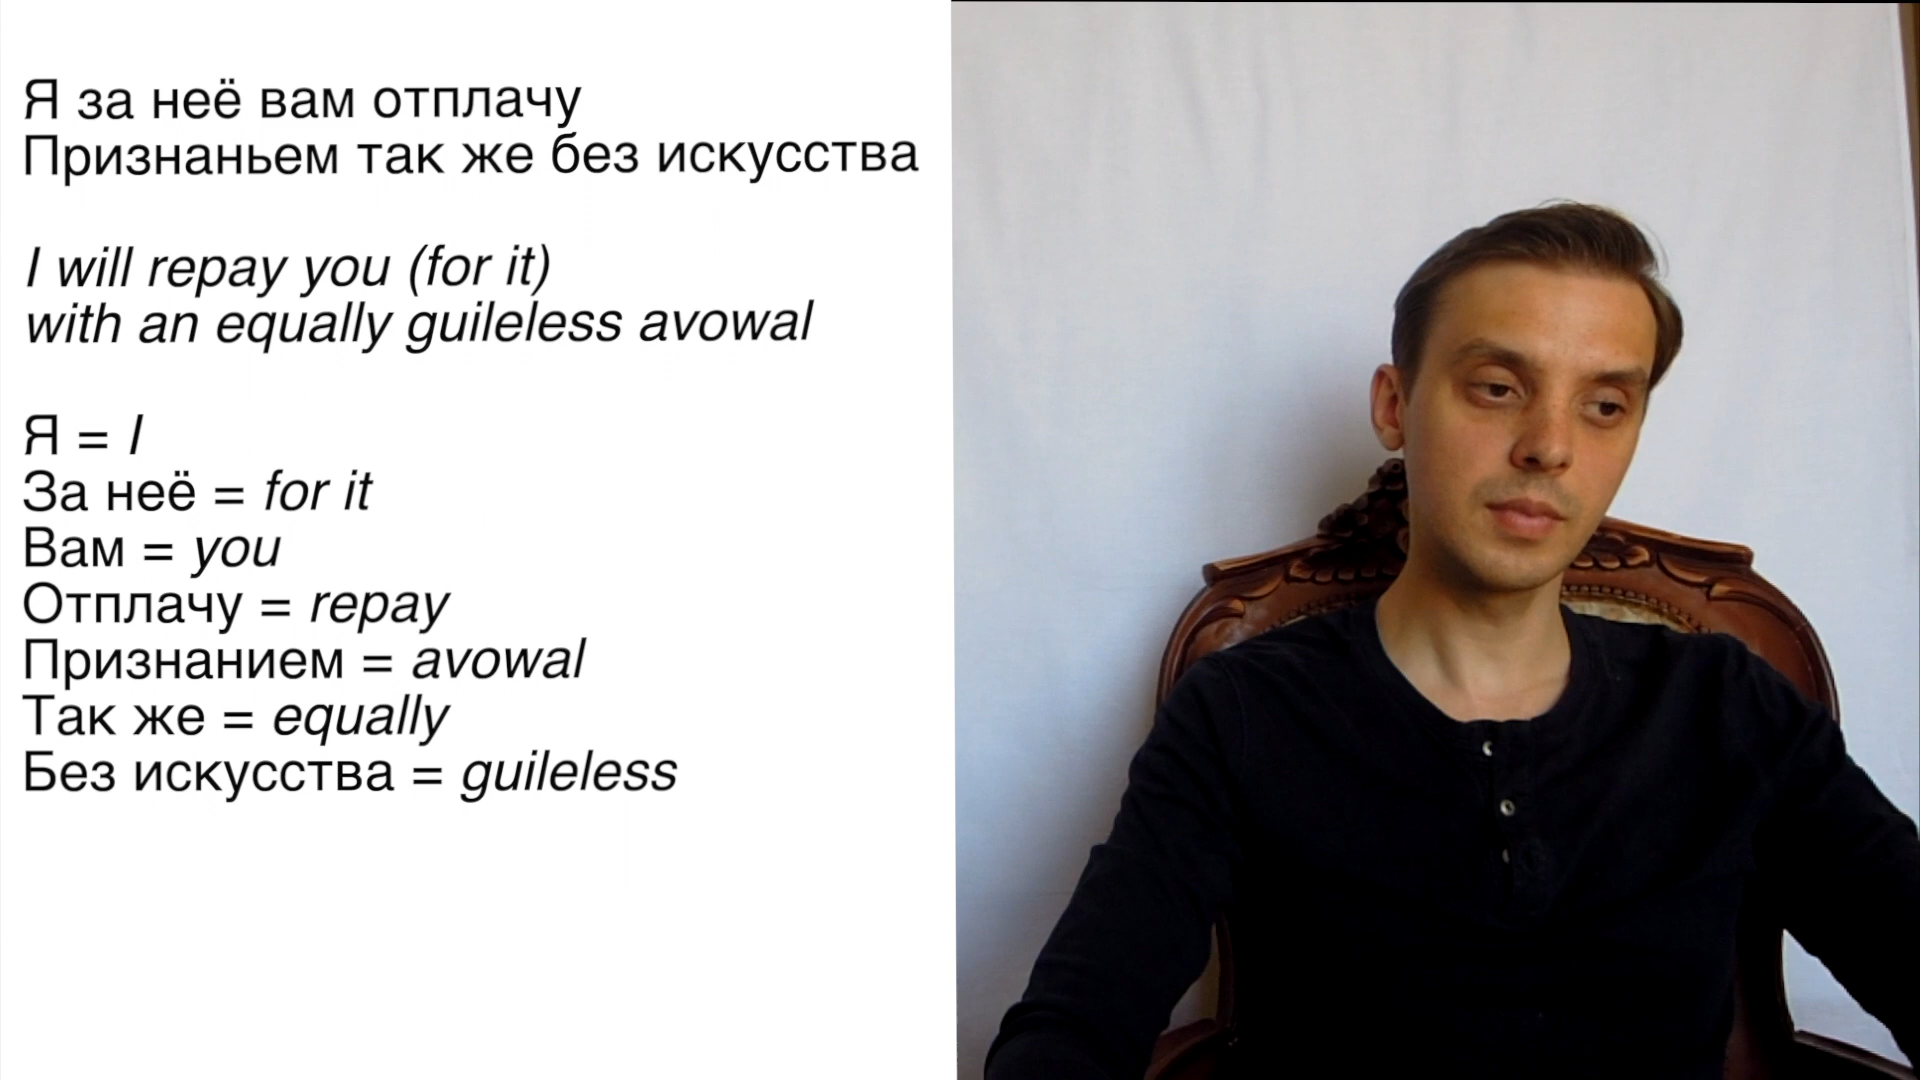 Я за неё вам отплачу
Признаньем так же без искусства
I will repay you (for it)
with an equally guileless avowal
Я = I
За неё = for it
Вам = you
Отплачу = repay
Признанием = avowal
Так же = equally
Без искусства = guileless